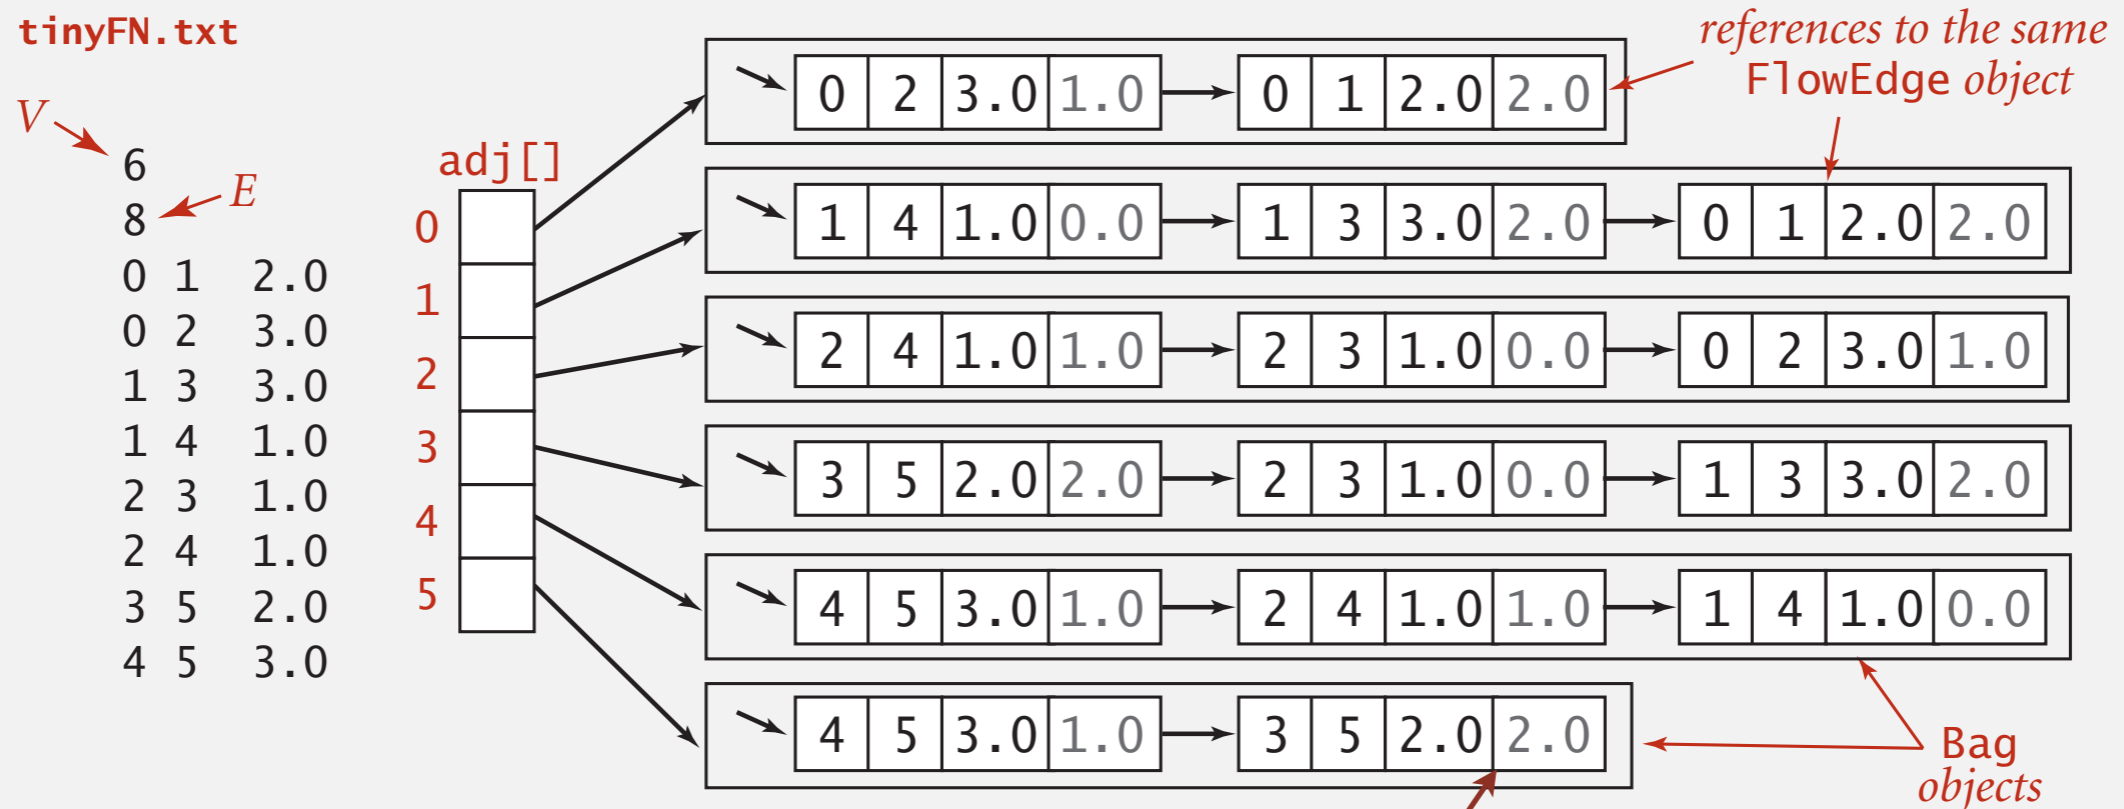 tinyFN.txt
V
6
8
E
0 1 2.0
0 2 3.0
1 3 3.0
1 4 1.0
2 3 1.0
2 4 1.0
3 5 2.0
4 5 3.0
adj[]
0
1
2
3
4
5
0 2 3.0 1.0 0 1 2.0 2.0
1 4 1.0 0.0 1 3 3.0 2.0 0 1 2.0 2.0
2 4 1.0 1.0 2 3 1.0 0.0 0 2 3.0 1.0
3 5 2.0 2.0 2 3 1.0 0.0 1 3 3.0 2.0
4 5 3.0 1.0 2 4 1.0 1.0 1 4 1.0 0.0
4 5 3.0 1.0 3 5 2.0 2.0
references to the same
FlowEdge object
Bag
objects